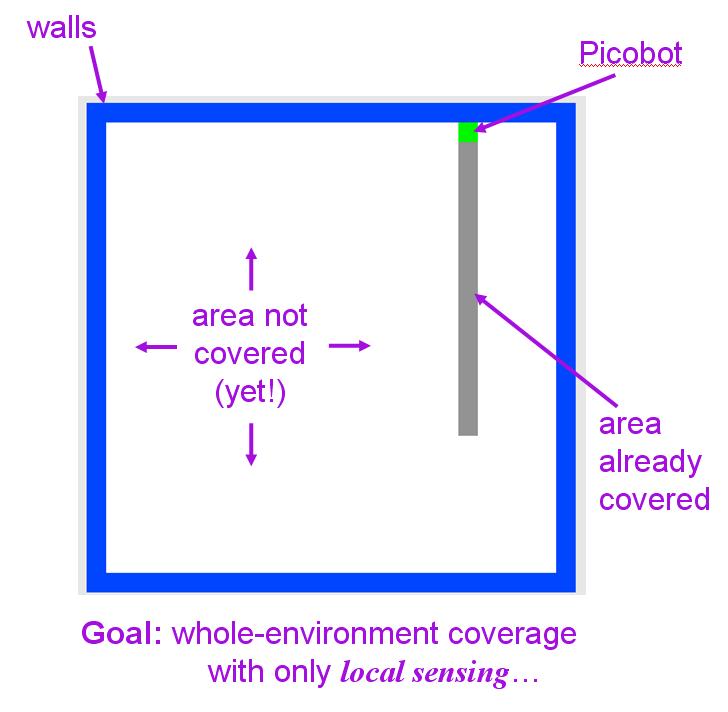 walls
Picobot
area not
covered
(yet!)
area
already
covered
Goal: whole-environment coverage
with only local sensing…